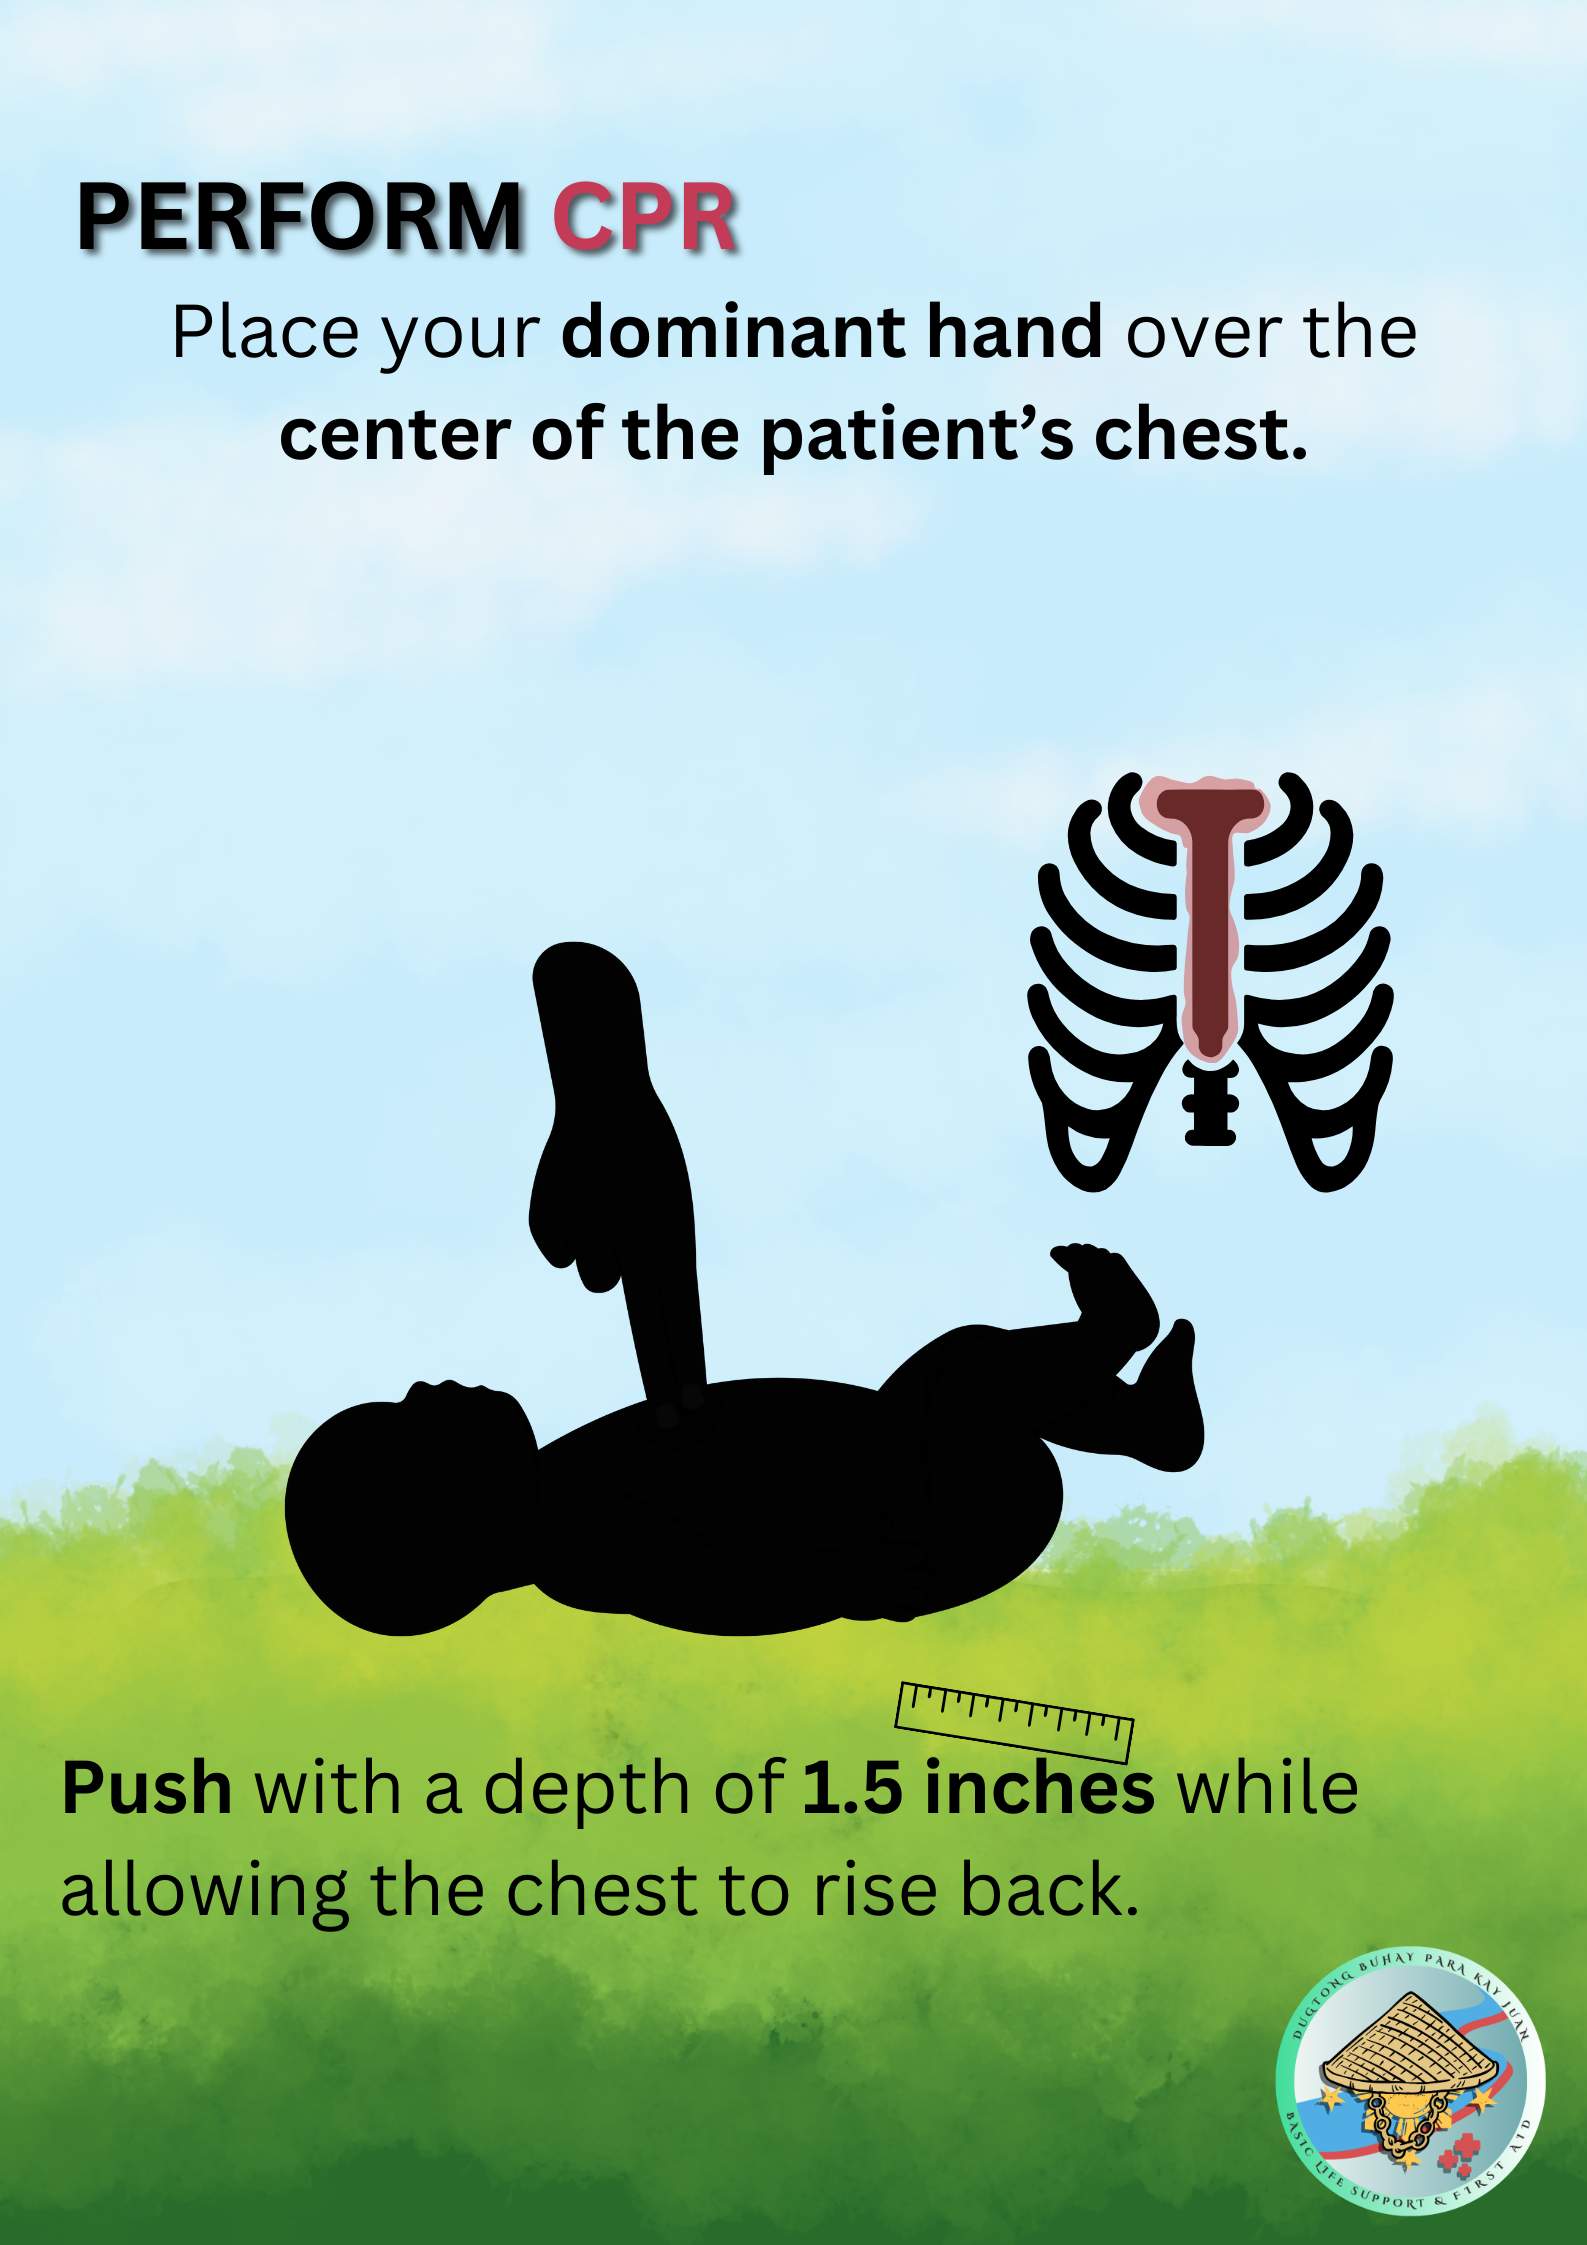 PERFORM CPR
Place your dominant hand over the
center of the patient’s chest.
Push with a depth of 1.5 inches while
allowing the chest to rise back.
DUGTONG BUHAY PARA KAY JUAN
BASIC LIFE SUPPORT & FIRST AID